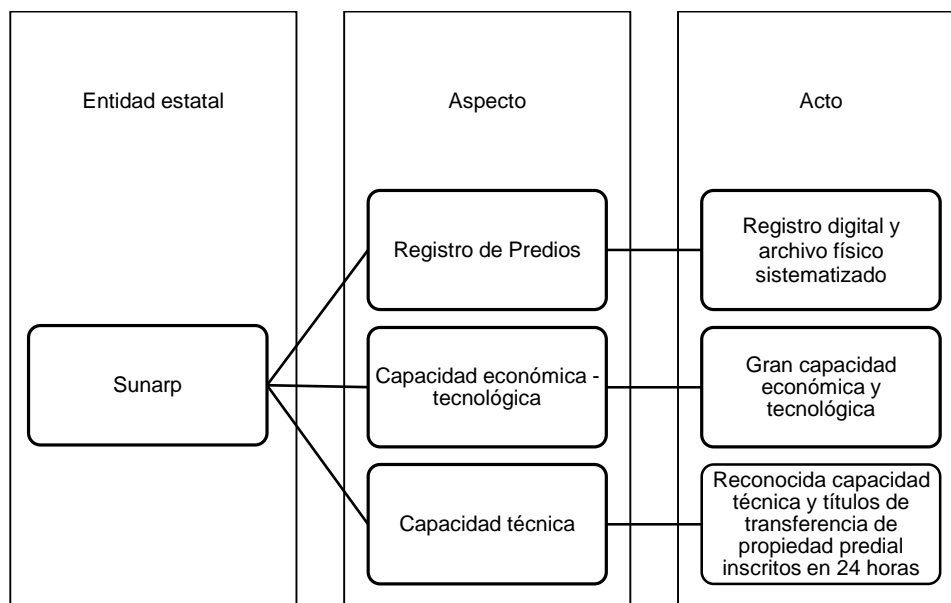 Entidad estatal
Aspecto
Acto
Sunarp
Registro de Predios
Registro digital y
archivo físico
sistematizado
Capacidad económica -
tecnológica
Gran capacidad
económica y
tecnológica
Capacidad técnica
Reconocida capacidad
técnica y títulos de
transferencia de
propiedad predial
inscritos en 24 horas